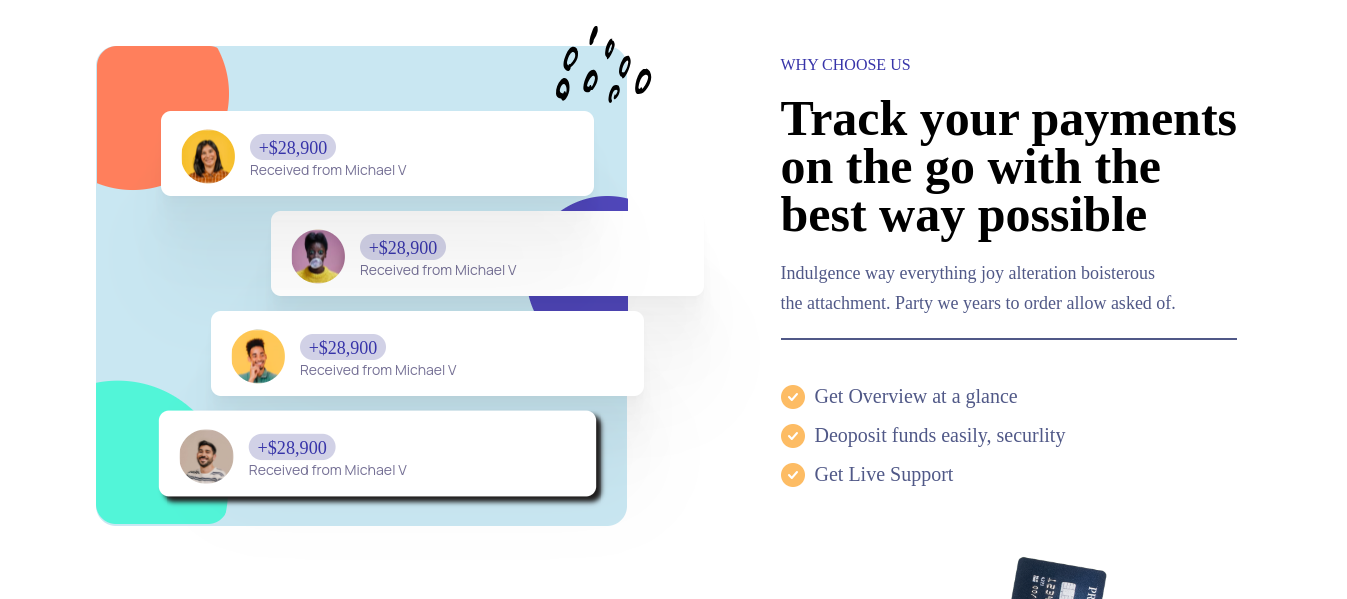 +$28,900
Received from Michael V
+$28,900
Received from Michael V
+$28,900
Received from Michael V
+$28,900
Received from Michael V
WHY CHOOSE US
Track your payments
on the go with the
best way possible
Indulgence way everything joy alteration boisterous
the attachment. Party we years to order allow asked of.
Get Overview at a glance
Deoposit funds easily, securlity
Get Live Support